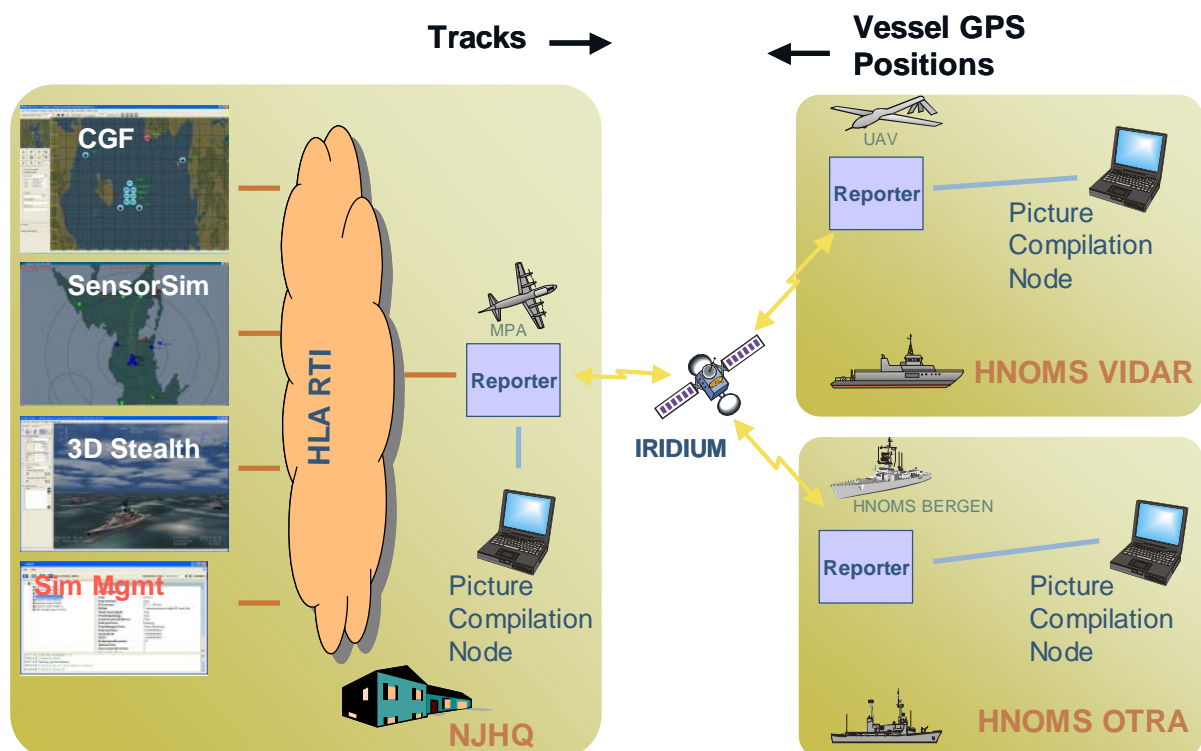 Tracks
Vessel GPS
Positions
CGF
SensorSim
3D Stealth
Sim Mgmt
HLA RTI
MPA
Reporter
Picture
Compilation
Node
NJHQ
IRIDIUM
UAV
Reporter
Picture
Compilation
Node
HNOMS VIDAR
HNOMS BERGEN
Reporter
Picture
Compilation
Node
HNOMS OTRA